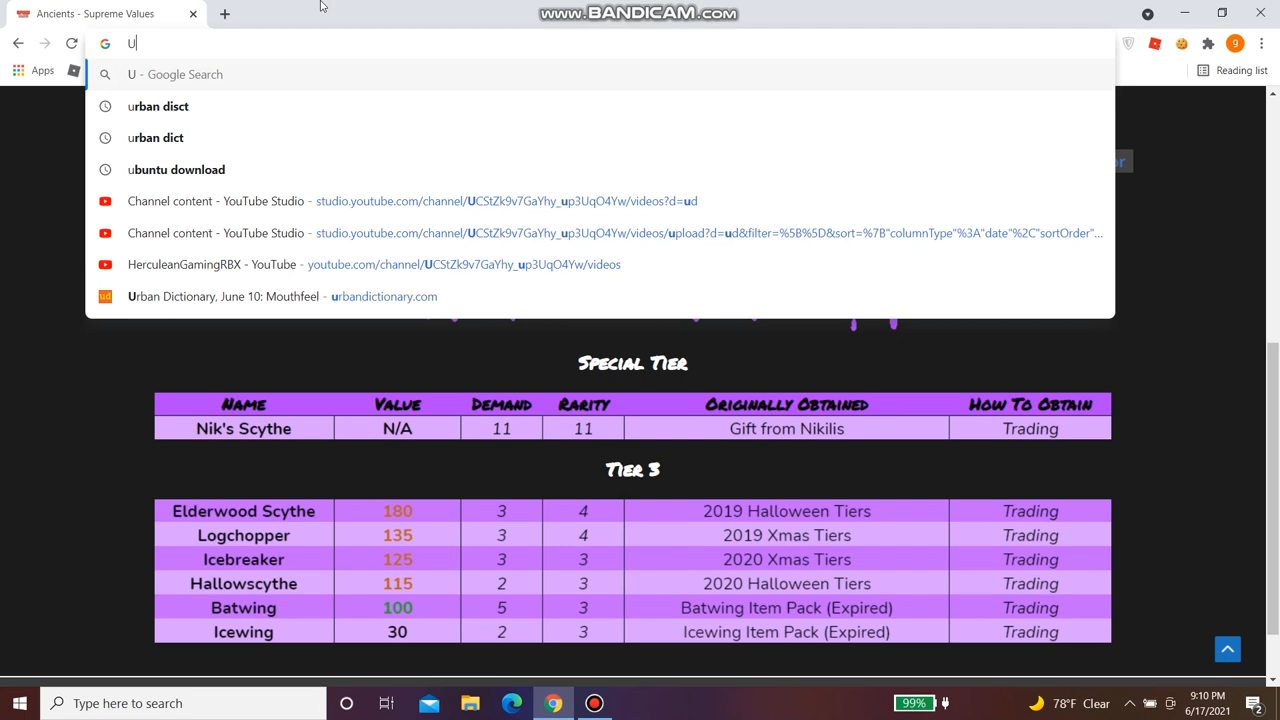 Ancients - Supreme Values
WWW.BANDICAM.COM
U
g
U - Google Search
Apps
Reading list
urban disct
urban dict
ubuntu download
or
Channel content - YouTube Studio - studio.youtube.com/channel/UCStZk9v7GaYhy_up3UqO4Yw/videos?d=ud
Channel content - YouTube Studio - studio.youtube.com/channel/UCStZk9v7GaYhy_up3UqO4Yw/videos/upload?d=ud&filter=%5B%5D&sort=%7B"columnType"%3A"date"%2C"sortOrder"...
HerculeanGamingRBX - YouTube - youtube.com/channel/UCStZk9v7GaYhy_up3UqO4Yw/videos
ud Urban Dictionary, June 10: Mouthfeel - urbandictionary.com
Special Tier
Name Value Demand Rarity Originally Obtained How To Obtain
Nik's Scythe N/A 11 11 Gift from Nikilis Trading
Tier 3
Elderwood Scythe 180 3 4 2019 Halloween Tiers Trading
Logchopper 135 3 4 2019 Xmas Tiers Trading
Icebreaker 125 3 3 2020 Xmas Tiers Trading
Hallowscythe 115 2 3 2020 Halloween Tiers Trading
Batwing 100 5 3 Batwing Item Pack (Expired) Trading
Icewing 30 2 3 Icewing Item Pack (Expired) Trading
Type here to search
99%
78°F Clear
9:10 PM
6/17/2021
2